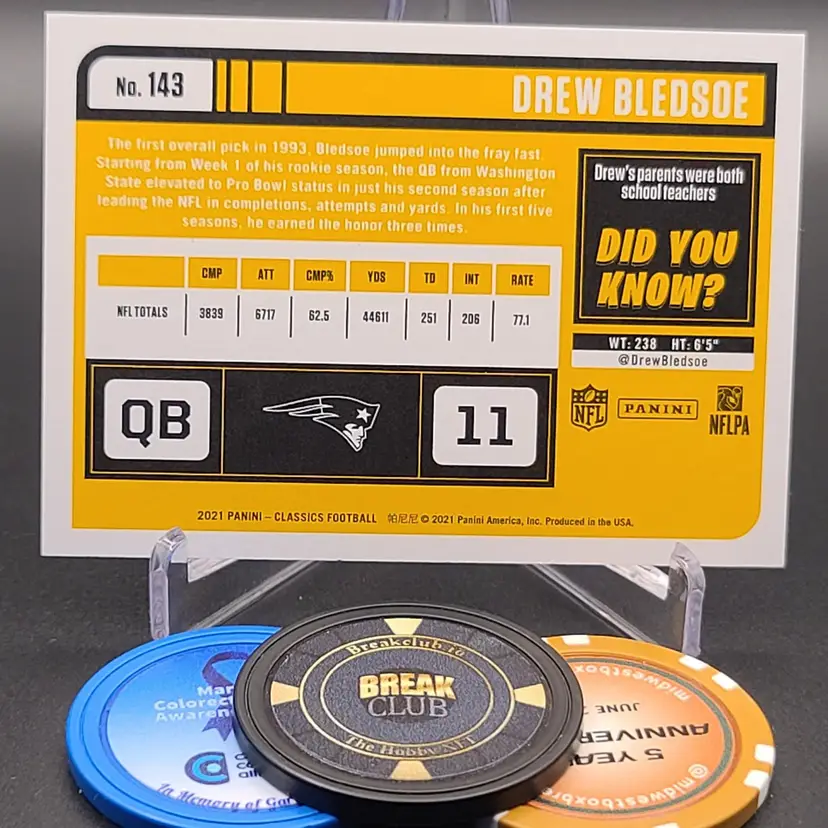 No. 143
DREW BLEDSOE
The first overall pick in 1993, Bledsoe jumped into the fray fast.
Starting from Week 1 of his rookie season, the QB from Washington
State elevated to Pro Bowl status in just his second season after
leading the NFL in completions, attempts and yards. In his first five
seasons, he earned the honor three times.
Drew's parents were both
school teachers
DID YOU
KNOW?
CMP ATT CMP% YDS TD INT RATE
NFL TOTALS 3839 6717 62.5 44611 251 206 77.1
WT: 238 HT: 6'5"
@DrewBledsoe
QB
11
NFL
PANINI
NFLPA
2021 PANINI – CLASSICS FOOTBALL 帕尼尼 © 2021 Panini America, Inc. Produced in the USA.
Mar
Colorec
Awaren
In Memory of
Breakclub.io
BREAK
CLUB
The Hobby NFT
midwestbox
JUNE
5 YEA
ANNIVER
@midwestboxbre